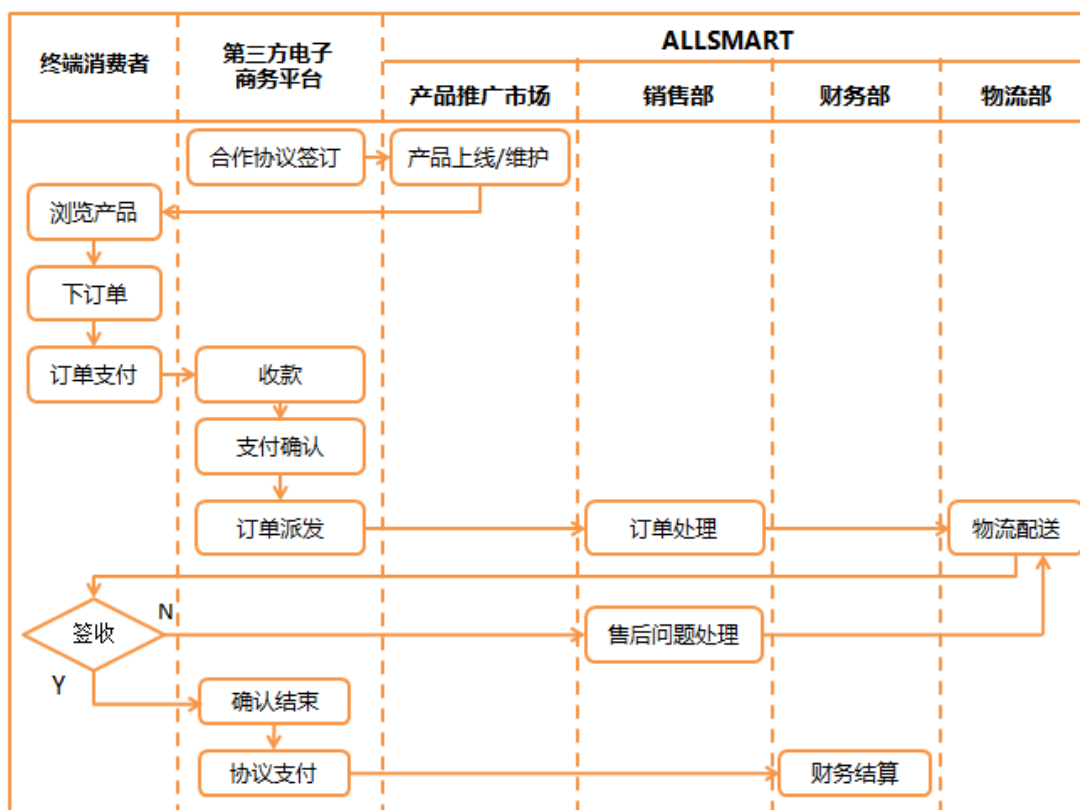 终端消费者
第三方电子
商务平台
ALLSMART
产品推广市场
销售部
财务部
物流部
合作协议签订
产品上线/维护
浏览产品
下订单
订单支付
收款
支付确认
订单派发
订单处理
物流配送
签收
N
售后问题处理
Y
确认结束
协议支付
财务结算